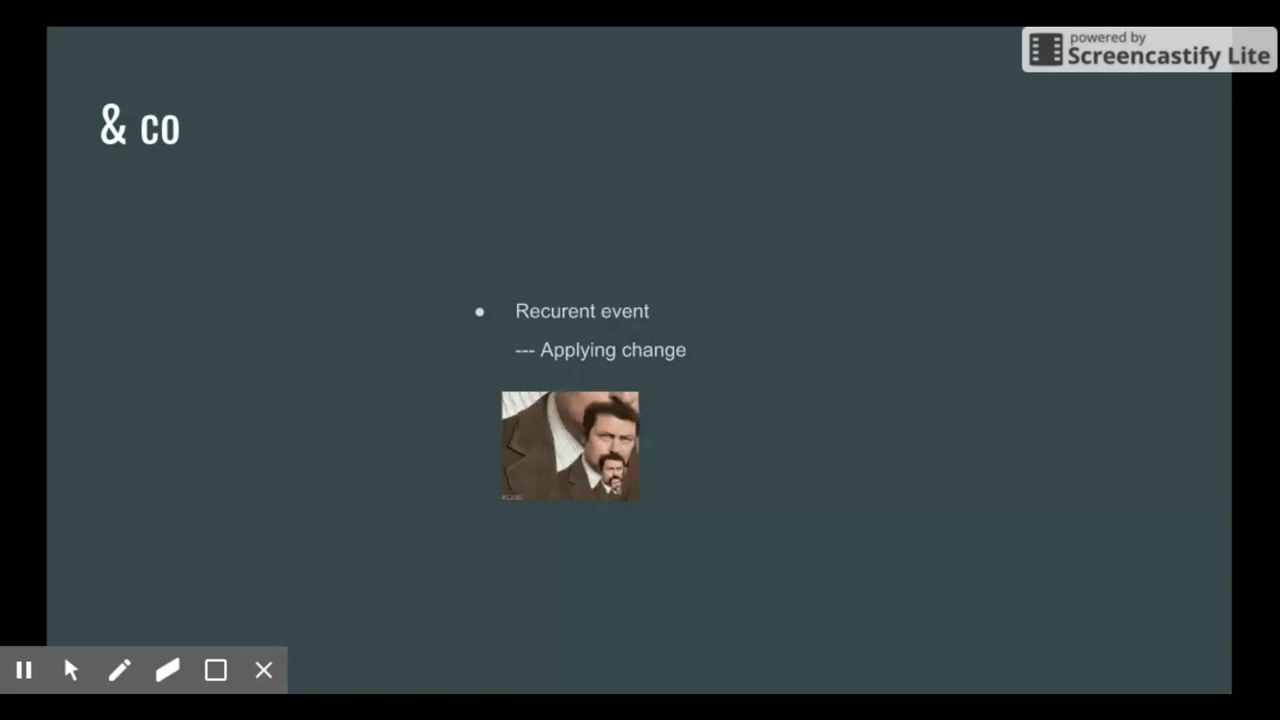 powered by
Screencastify Lite
& co
Recurent event
--- Applying change